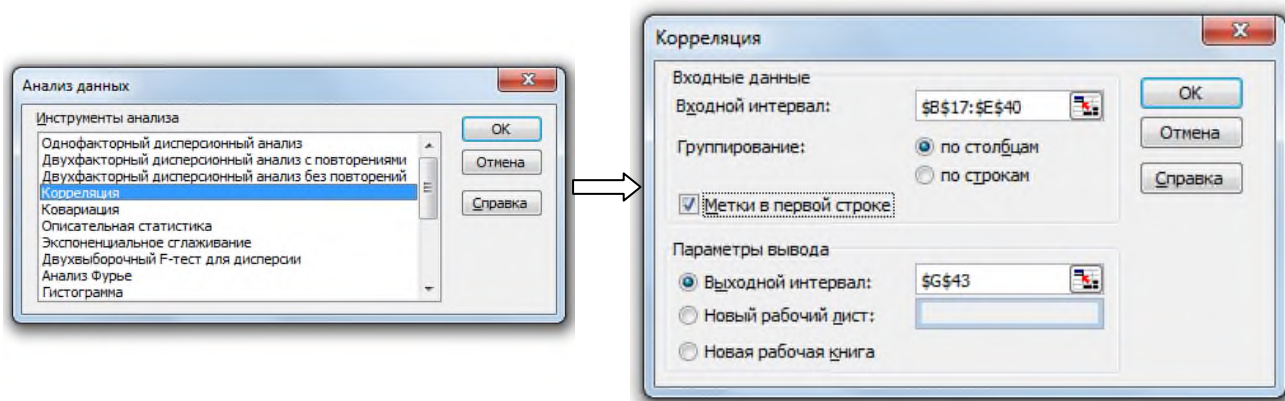 Анализ данных
Инструменты анализа
Однофакторный дисперсионный анализ
Двухфакторный дисперсионный анализ с повторениями
Двухфакторный дисперсионный анализ без повторений
Корреляция
Ковариация
Описательная статистика
Экспоненциальное сглаживание
Двухвыборочный F-тест для дисперсии
Анализ Фурье
Гистограмма
OK
Отмена
Справка
Корреляция
Входные данные
Входной интервал: $B$17:$E$40
Группирование: по столбцам
по строкам
Метки в первой строке
Параметры вывода
Выходной интервал: $G$43
Новый рабочий лист:
Новая рабочая книга
OK
Отмена
Справка